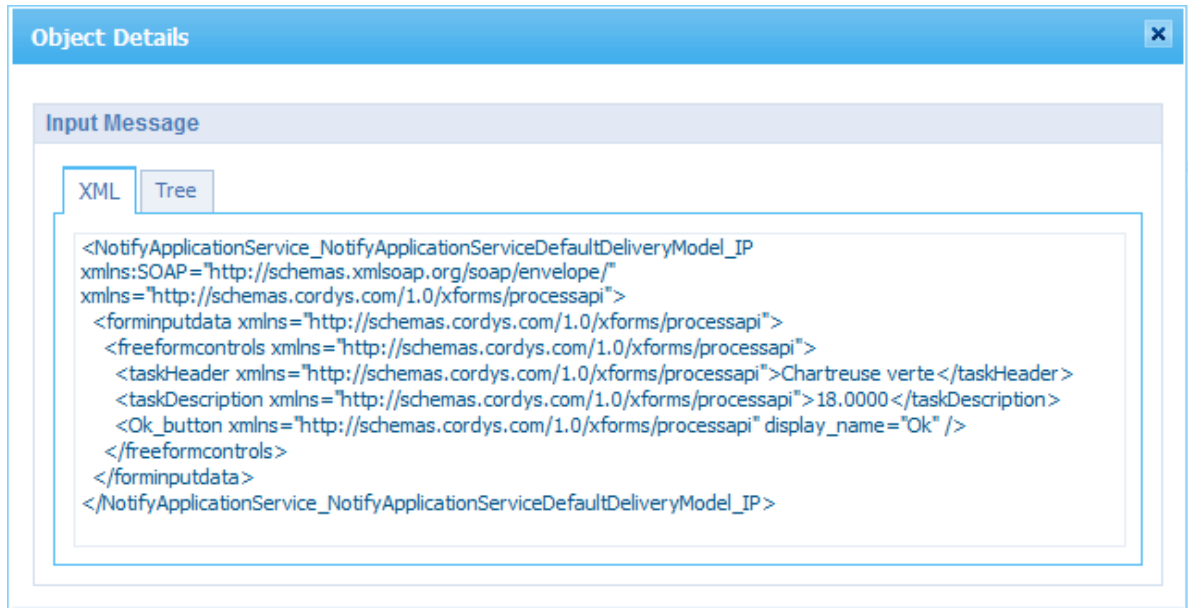 Object Details
Input Message
XML
Tree
<NotifyApplicationService_NotifyApplicationServiceDefaultDeliveryModel_IP
xmlns:SOAP="http://schemas.xmlsoap.org/soap/envelope/"
xmlns="http://schemas.cordys.com/1.0/xforms/processapi">
<forminputdata xmlns="http://schemas.cordys.com/1.0/xforms/processapi">
<freeformcontrols xmlns="http://schemas.cordys.com/1.0/xforms/processapi">
<taskHeader xmlns="http://schemas.cordys.com/1.0/xforms/processapi">Chartreuse verte</taskHeader>
<taskDescription xmlns="http://schemas.cordys.com/1.0/xforms/processapi">18.0000</taskDescription>
<Ok_button xmlns="http://schemas.cordys.com/1.0/xforms/processapi" display_name="Ok" />
</freeformcontrols>
</forminputdata>
</NotifyApplicationService_NotifyApplicationServiceDefaultDeliveryModel_IP>